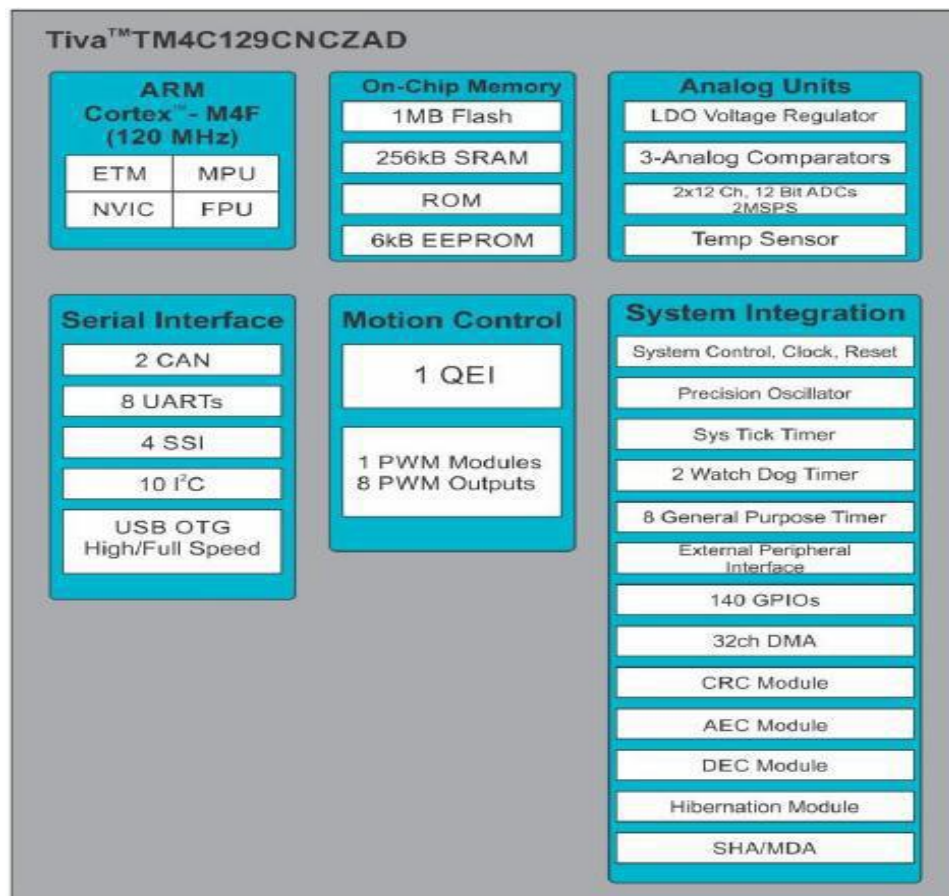 Tiva™TM4C129CNCZAD
ARM
Cortex™- M4F
(120 MHz)
ETM
MPU
NVIC
FPU
On-Chip Memory
1MB Flash
256kB SRAM
ROM
6kB EEPROM
Analog Units
LDO Voltage Regulator
3-Analog Comparators
2x12 Ch, 12 Bit ADCs
2MSPS
Temp Sensor
Serial Interface
2 CAN
8 UARTs
4 SSI
10 I²C
USB OTG
High/Full Speed
Motion Control
1 QEI
1 PWM Modules
8 PWM Outputs
System Integration
System Control, Clock, Reset
Precision Oscillator
Sys Tick Timer
2 Watch Dog Timer
8 General Purpose Timer
External Peripheral
Interface
140 GPIOs
32ch DMA
CRC Module
AEC Module
DEC Module
Hibernation Module
SHA/MDA